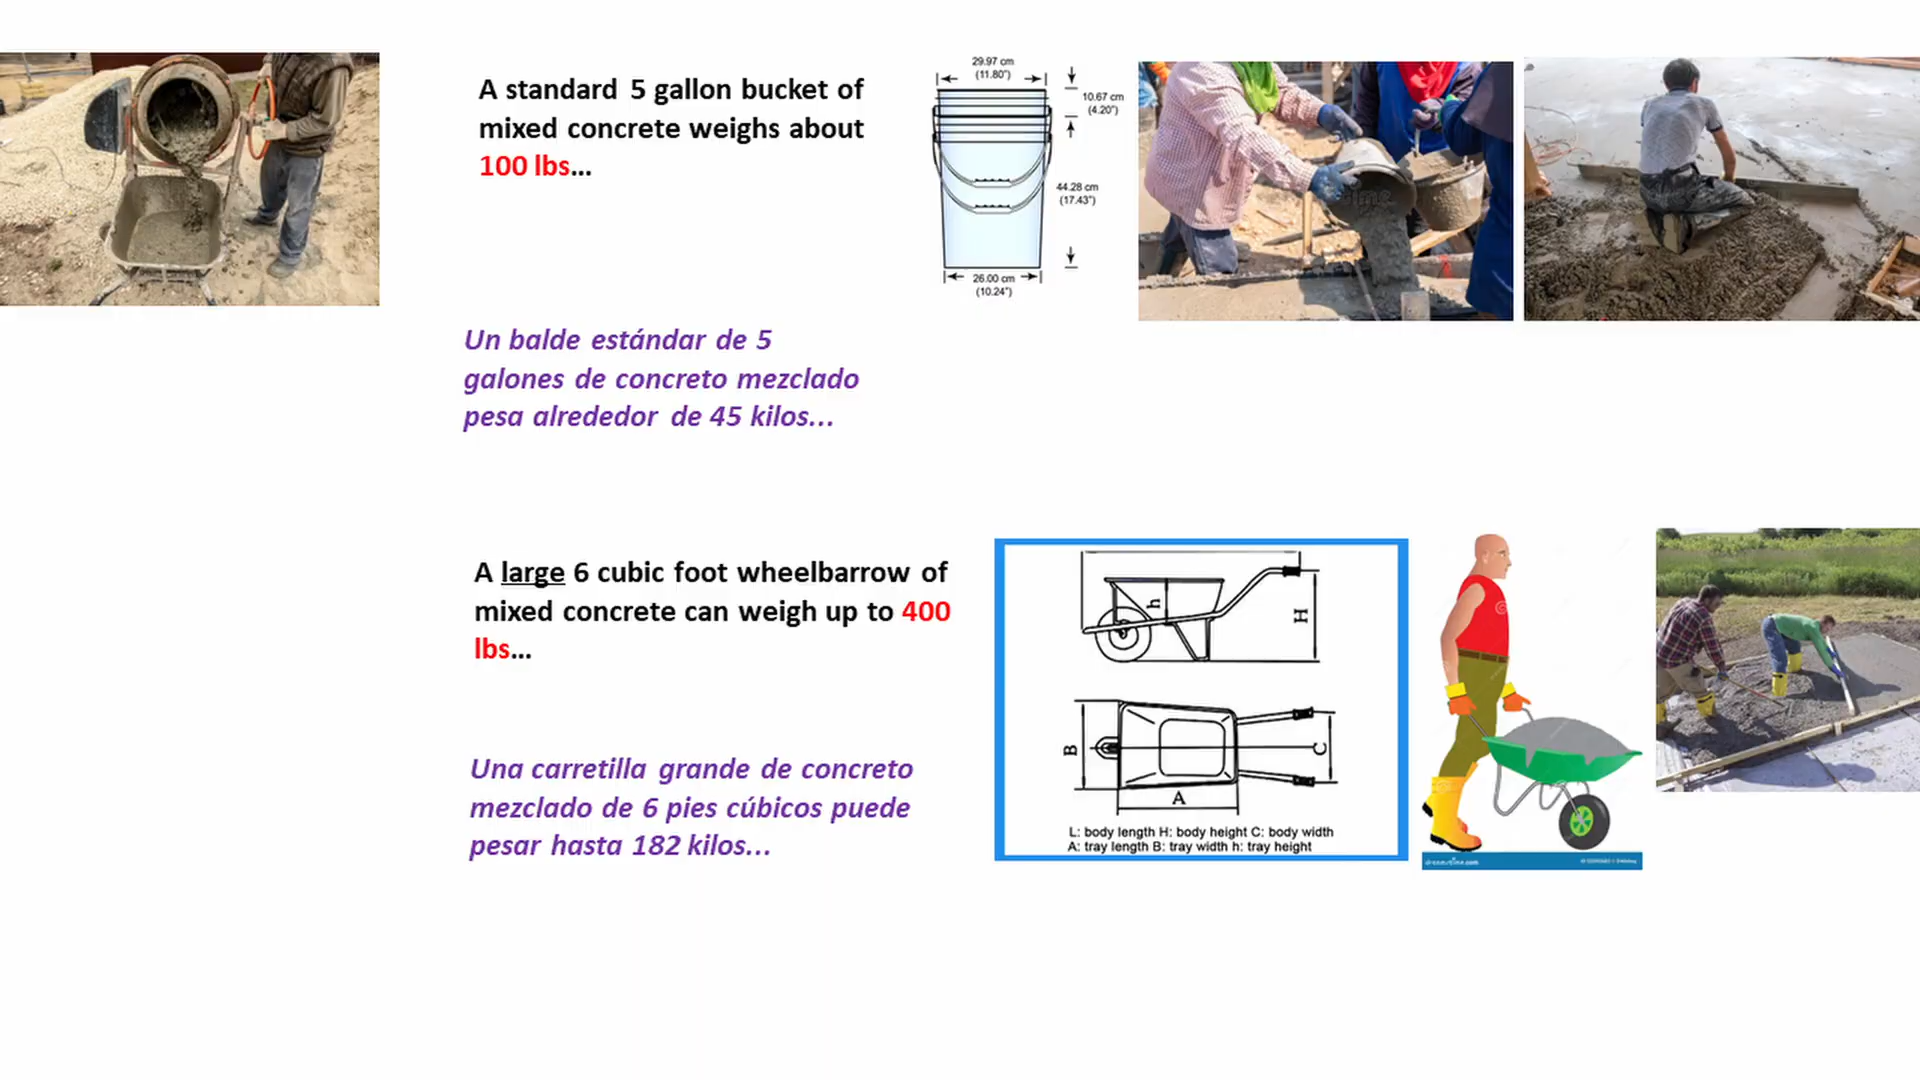 A standard 5 gallon bucket of
mixed concrete weighs about
100 lbs...
Un balde estándar de 5
galones de concreto mezclado
pesa alrededor de 45 kilos...
29.97 cm
(11.80")
10.67 cm
(4.20")
44.28 cm
(17.43")
26.00 cm
(10.24")
A large 6 cubic foot wheelbarrow of
mixed concrete can weigh up to 400
lbs...
Una carretilla grande de concreto
mezclado de 6 pies cúbicos puede
pesar hasta 182 kilos...
h
H
B
C
A
L: body length H: body height C: body width
A: tray length B: tray width h: tray height
dreamstime.com